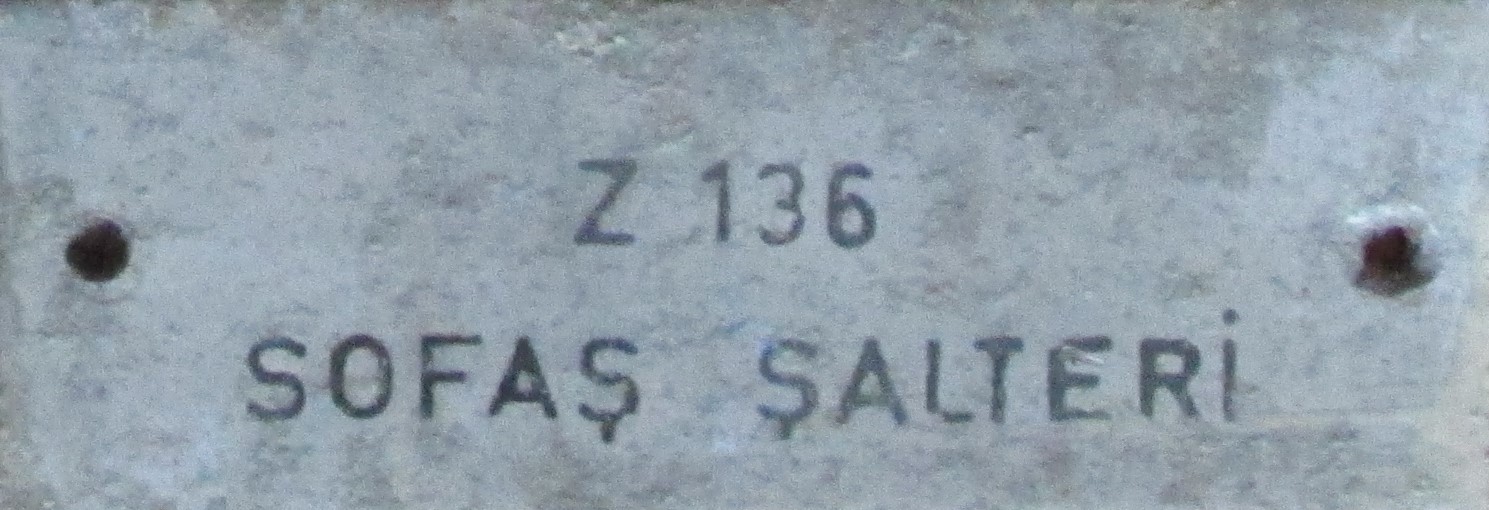 Z 136
SOFAŞ ŞALTERİ